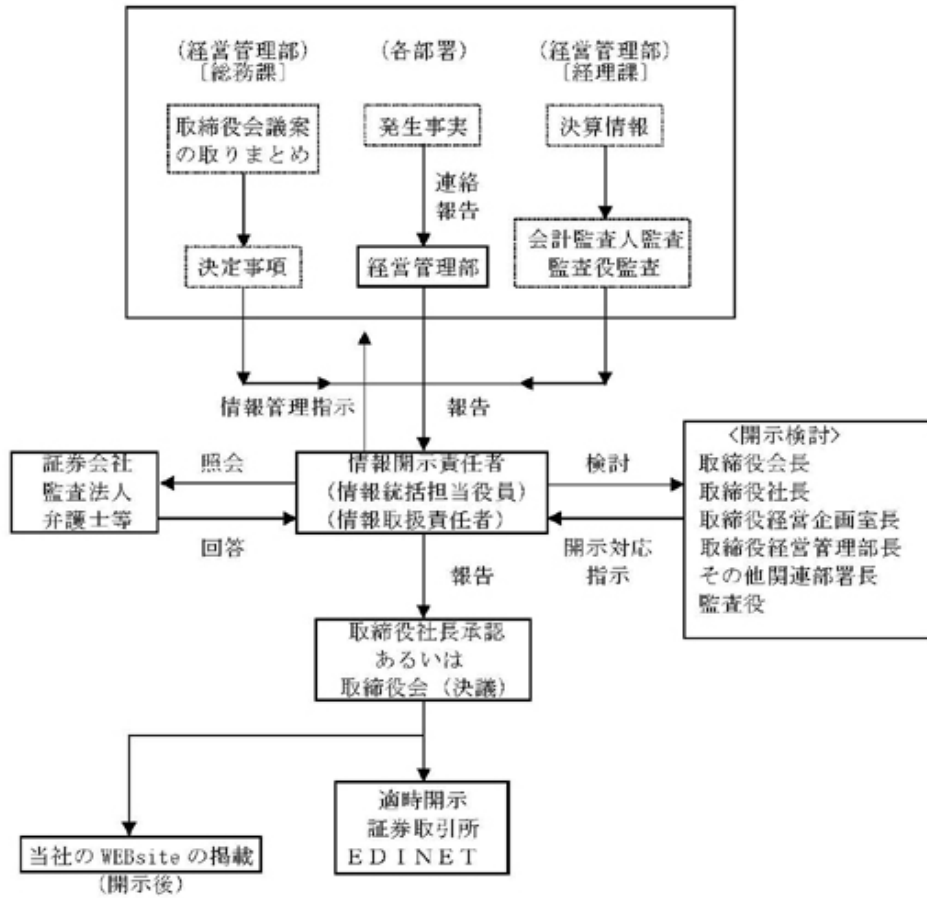 (経営管理部)
[総務課]
(各部署)
(経営管理部)
[経理課]
取締役会議案
の取りまとめ
発生事実
決算情報
連絡
報告
決定事項
経営管理部
会計監査人監査
監査役監査
情報管理指示
報告
証券会社
監査法人
弁護士等
照会
回答
情報開示責任者
(情報統括担当役員)
(情報取扱責任者)
検討
開示対応
指示
<開示検討>
取締役会長
取締役社長
取締役経営企画室長
取締役経営管理部長
その他関連部署長
監査役
報告
取締役社長承認
あるいは
取締役会(決議)
適時開示
証券取引所
EDINET
当社のWEBsiteの掲載
(開示後)